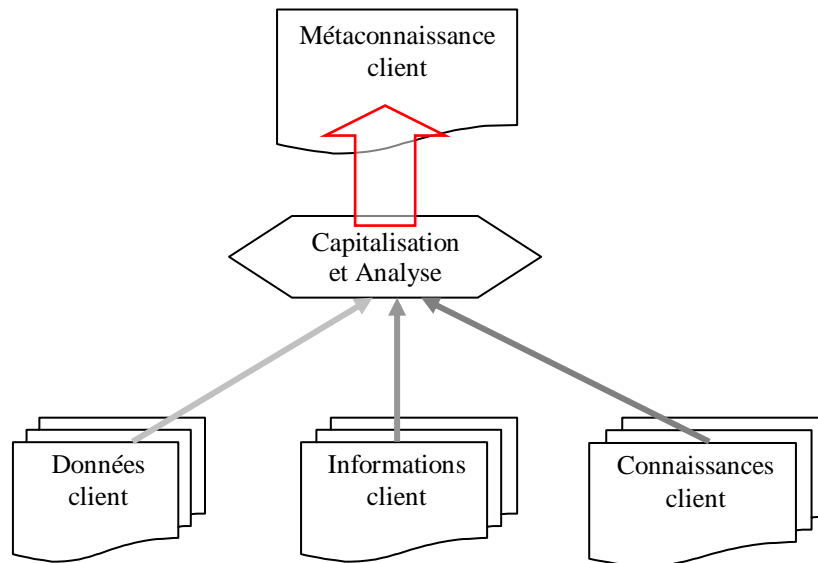 Métaconnaissance
client
Capitalisation
et Analyse
Données
client
Informations
client
Connaissances
client